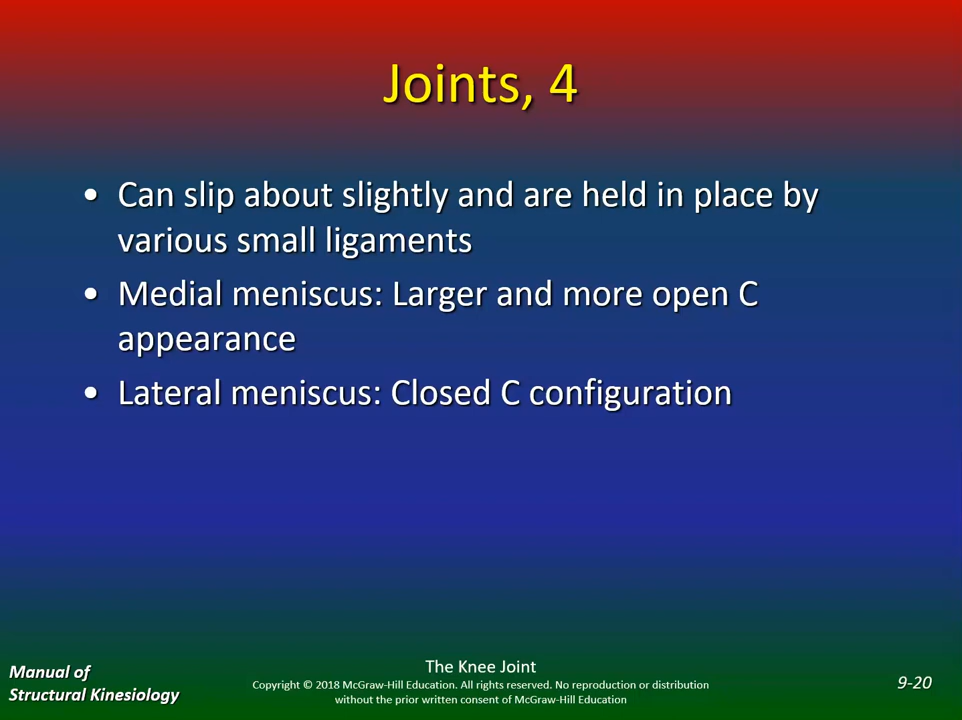 Joints, 4
• Can slip about slightly and are held in place by
various small ligaments
• Medial meniscus: Larger and more open C
appearance
• Lateral meniscus: Closed C configuration
Manual of
Structural Kinesiology
The Knee Joint
Copyright © 2018 McGraw-Hill Education. All rights reserved. No reproduction or distribution
without the prior written consent of McGraw-Hill Education
9-20